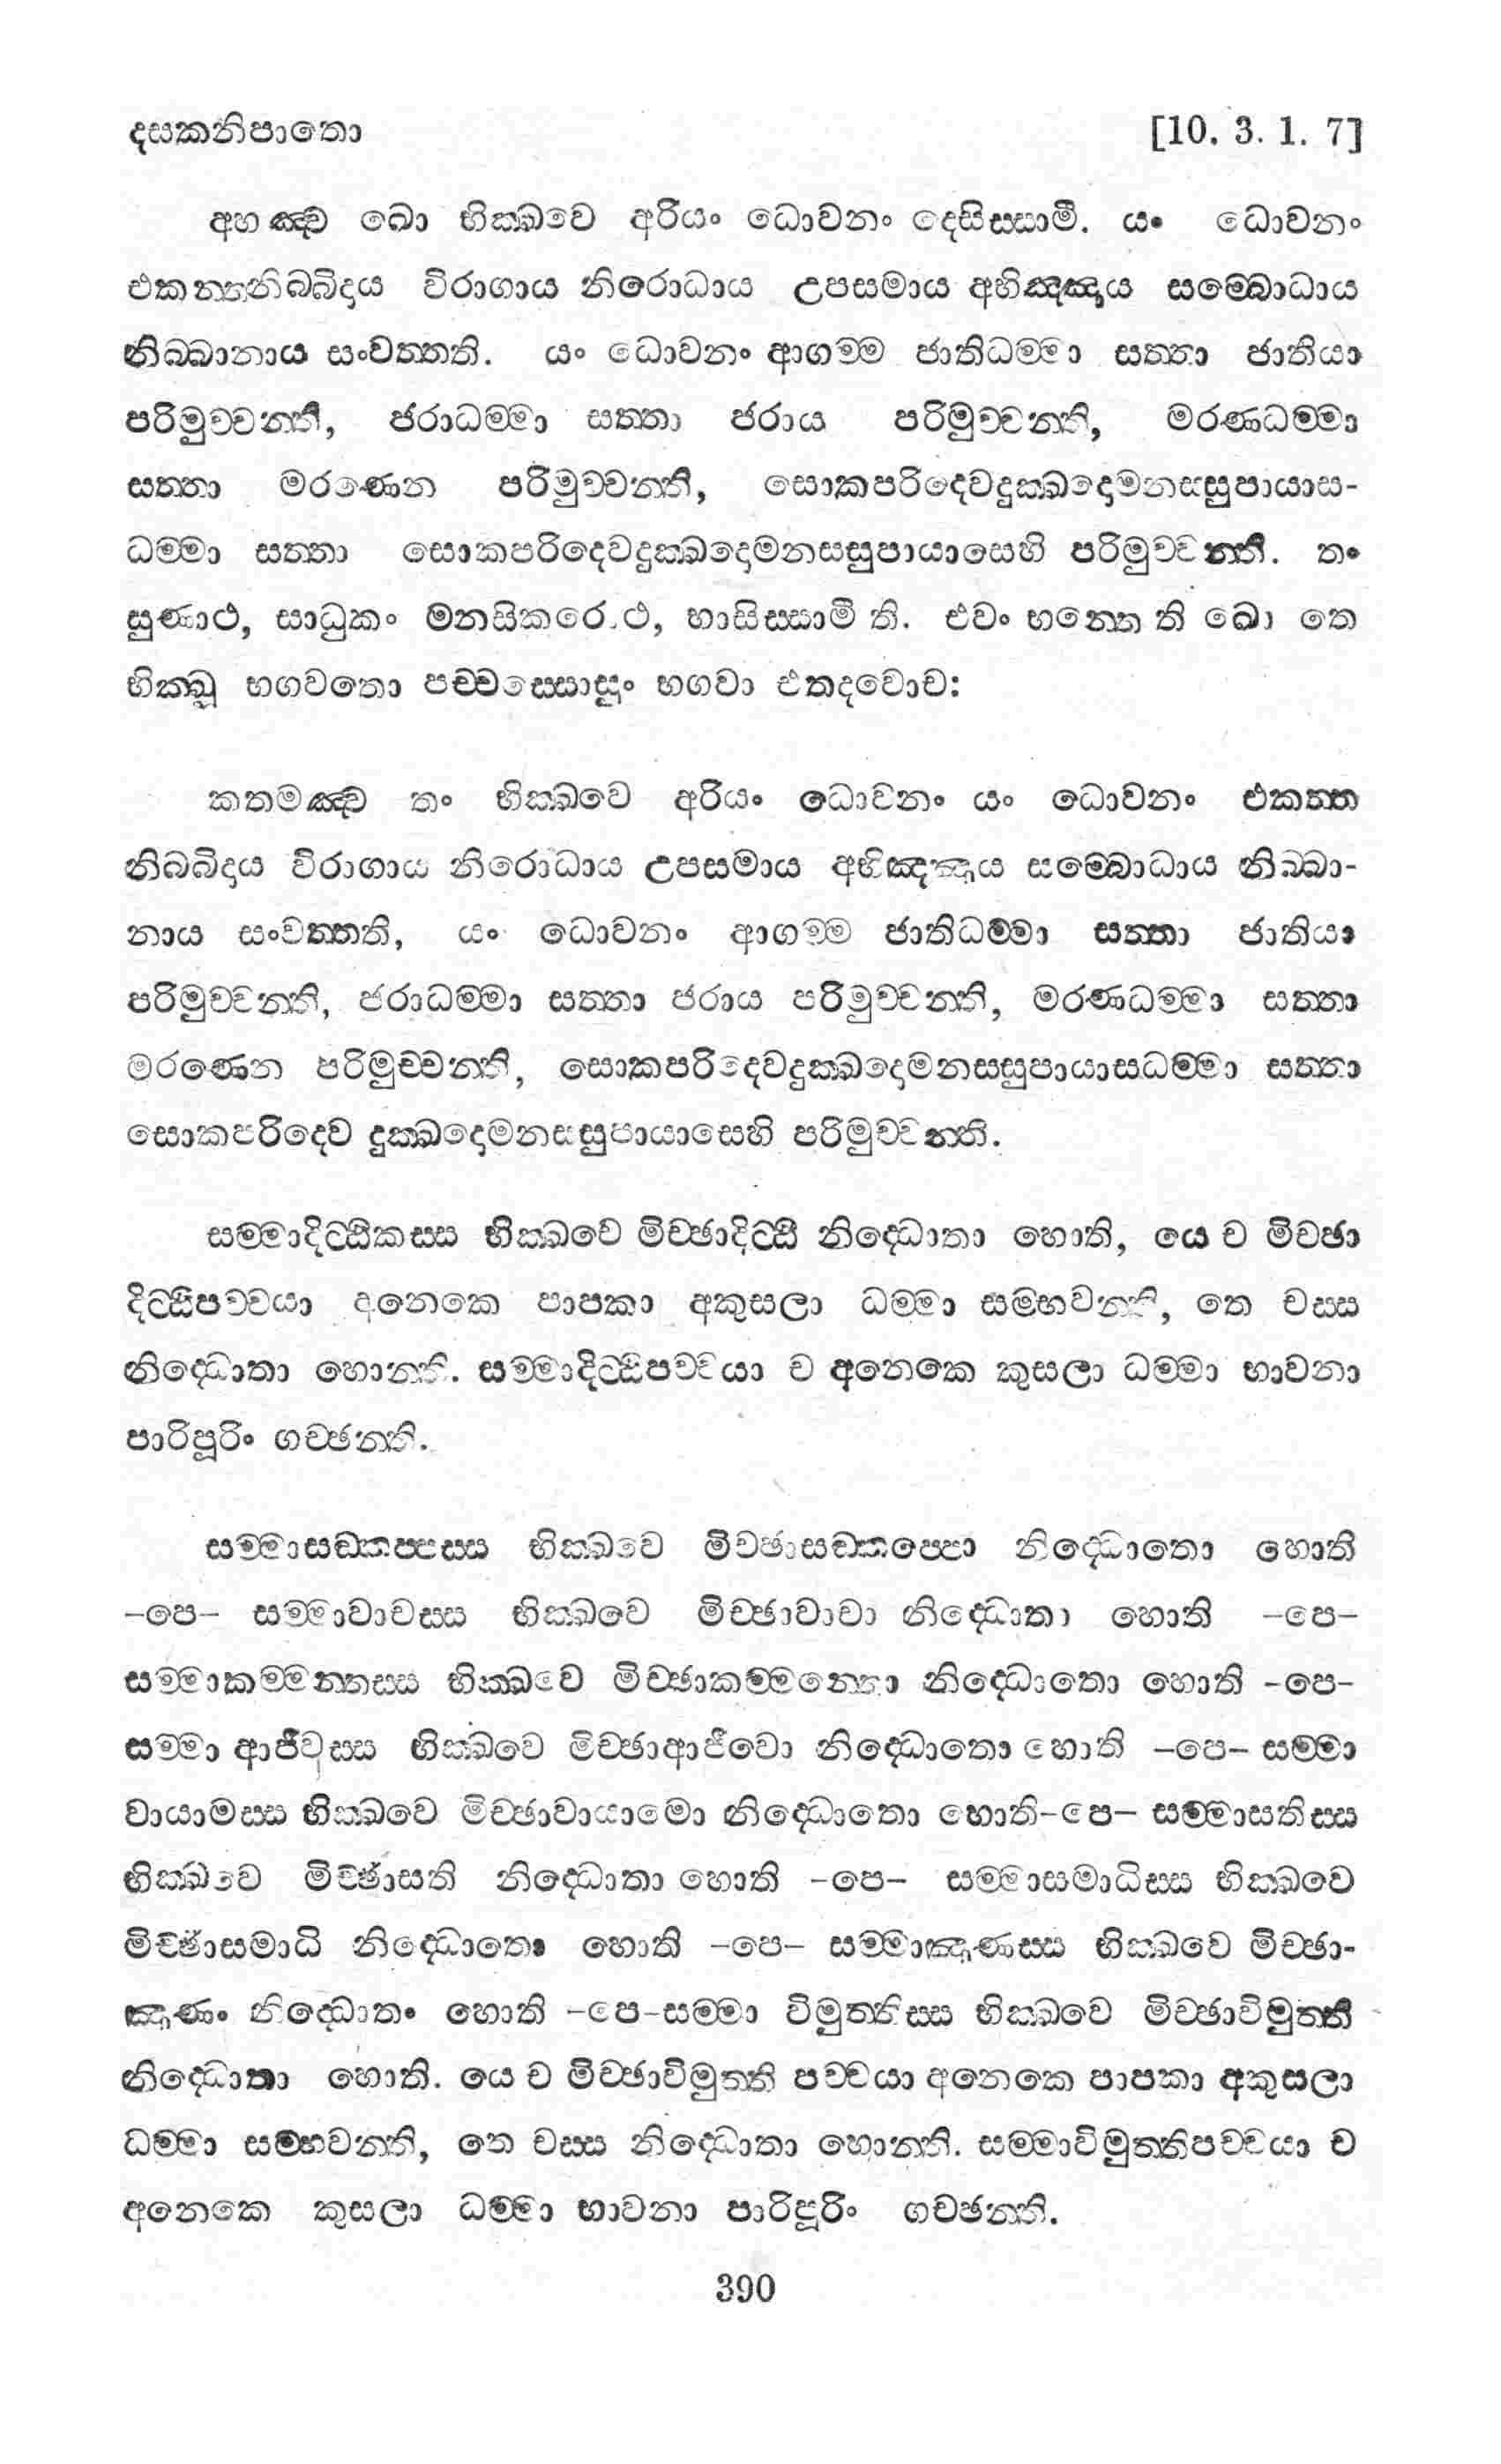 දසකනිපාතො [10. 3. 1. 7]
අහඤ්ච ඛො භික්ඛවෙ අරියං ධොවනං දෙසිස්සාමි. යං ධොවනං
එකන්තනිබ්බිදාය විරාගාය නිරොධාය උපසමාය අභිඤ්ඤාය සම්බොධාය
නිබ්බානාය සංවත්තති. යං ධොවනං ආගම්ම ජාතිධම්මා සත්තා ජාතියා
පරිමුච්චන්ති, ජරාධම්මා සත්තා ජරාය පරිමුච්චන්ති, මරණධම්මා
සත්තා මරණෙන පරිමුච්චන්ති, සොකපරිදෙවදුක්ඛදොමනස්සුපායාස-
ධම්මා සත්තා සොකපරිදෙවදුක්ඛදොමනස්සුපායාසෙහි පරිමුච්චන්ති. තං
සුණාථ, සාධුකං මනසිකරොථ, භාසිස්සාමී ති. එවං භන්තෙ ති ඛො තෙ
භික්ඛූ භගවතො පච්චස්සොසුං භගවා එතදවොච:
කතමඤ්ච තං භික්ඛවෙ අරියං ධොවනං යං ධොවනං එකත්ත
නිබ්බිදාය විරාගාය නිරොධාය උපසමාය අභිඤ්ඤාය සම්බොධාය නිබ්බා-
නාය සංවත්තති, යං ධොවනං ආගම්ම ජාතිධම්මා සත්තා ජාතියා
පරිමුච්චන්ති, ජරාධම්මා සත්තා ජරාය පරිමුච්චන්ති, මරණධම්මා සත්තා
මරණෙන පරිමුච්චන්ති, සොකපරිදෙවදුක්ඛදොමනස්සුපායාසධම්මා සත්තා
සොකපරිදෙව දුක්ඛදොමනස්සුපායාසෙහි පරිමුච්චන්ති.
සම්මාදිට්ඨිකස්ස භික්ඛවෙ මිච්ඡාදිට්ඨි නිද්ධොතා හොති, යෙ ච මිච්ඡා
දිට්ඨිපච්චයා අනෙකෙ පාපකා අකුසලා ධම්මා සම්භවන්ති, තෙ චස්ස
නිද්ධොතා හොන්ති. සම්මාදිට්ඨිපච්චයා ච අනෙකෙ කුසලා ධම්මා භාවනා
පාරිපූරිං ගච්ඡන්ති.
සම්මාසඞ්කප්පස්ස භික්ඛවෙ මිච්ඡාසඞ්කප්පො නිද්ධොතො හොති
–පෙ– සම්මාවාචස්ස භික්ඛවෙ මිච්ඡාවාචා නිද්ධොතා හොති –පෙ–
සම්මාකම්මන්තස්ස භික්ඛවෙ මිච්ඡාකම්මන්තො නිද්ධොතො හොති –පෙ–
සම්මා ආජීවස්ස භික්ඛවෙ මිච්ඡාආජීවො නිද්ධොතො හොති –පෙ– සම්මා
වායාමස්ස භික්ඛවෙ මිච්ඡාවායාමො නිද්ධොතො හොති–පෙ– සම්මාසතිස්ස
භික්ඛවෙ මිච්ඡාසති නිද්ධොතා හොති –පෙ– සම්මාසමාධිස්ස භික්ඛවෙ
මිච්ඡාසමාධි නිද්ධොතො හොති –පෙ– සම්මාඤාණස්ස භික්ඛවෙ මිච්ඡා-
ඤාණං නිද්ධොතං හොති –පෙ–සම්මා විමුත්තිස්ස භික්ඛවෙ මිච්ඡාවිමුත්ති
නිද්ධොතා හොති. යෙ ච මිච්ඡාවිමුත්ති පච්චයා අනෙකෙ පාපකා අකුසලා
ධම්මා සම්භවන්ති, තෙ චස්ස නිද්ධොතා හොන්ති. සම්මාවිමුත්තිපච්චයා ච
අනෙකෙ කුසලා ධම්මා භාවනා පාරිපූරිං ගච්ඡන්ති.
390